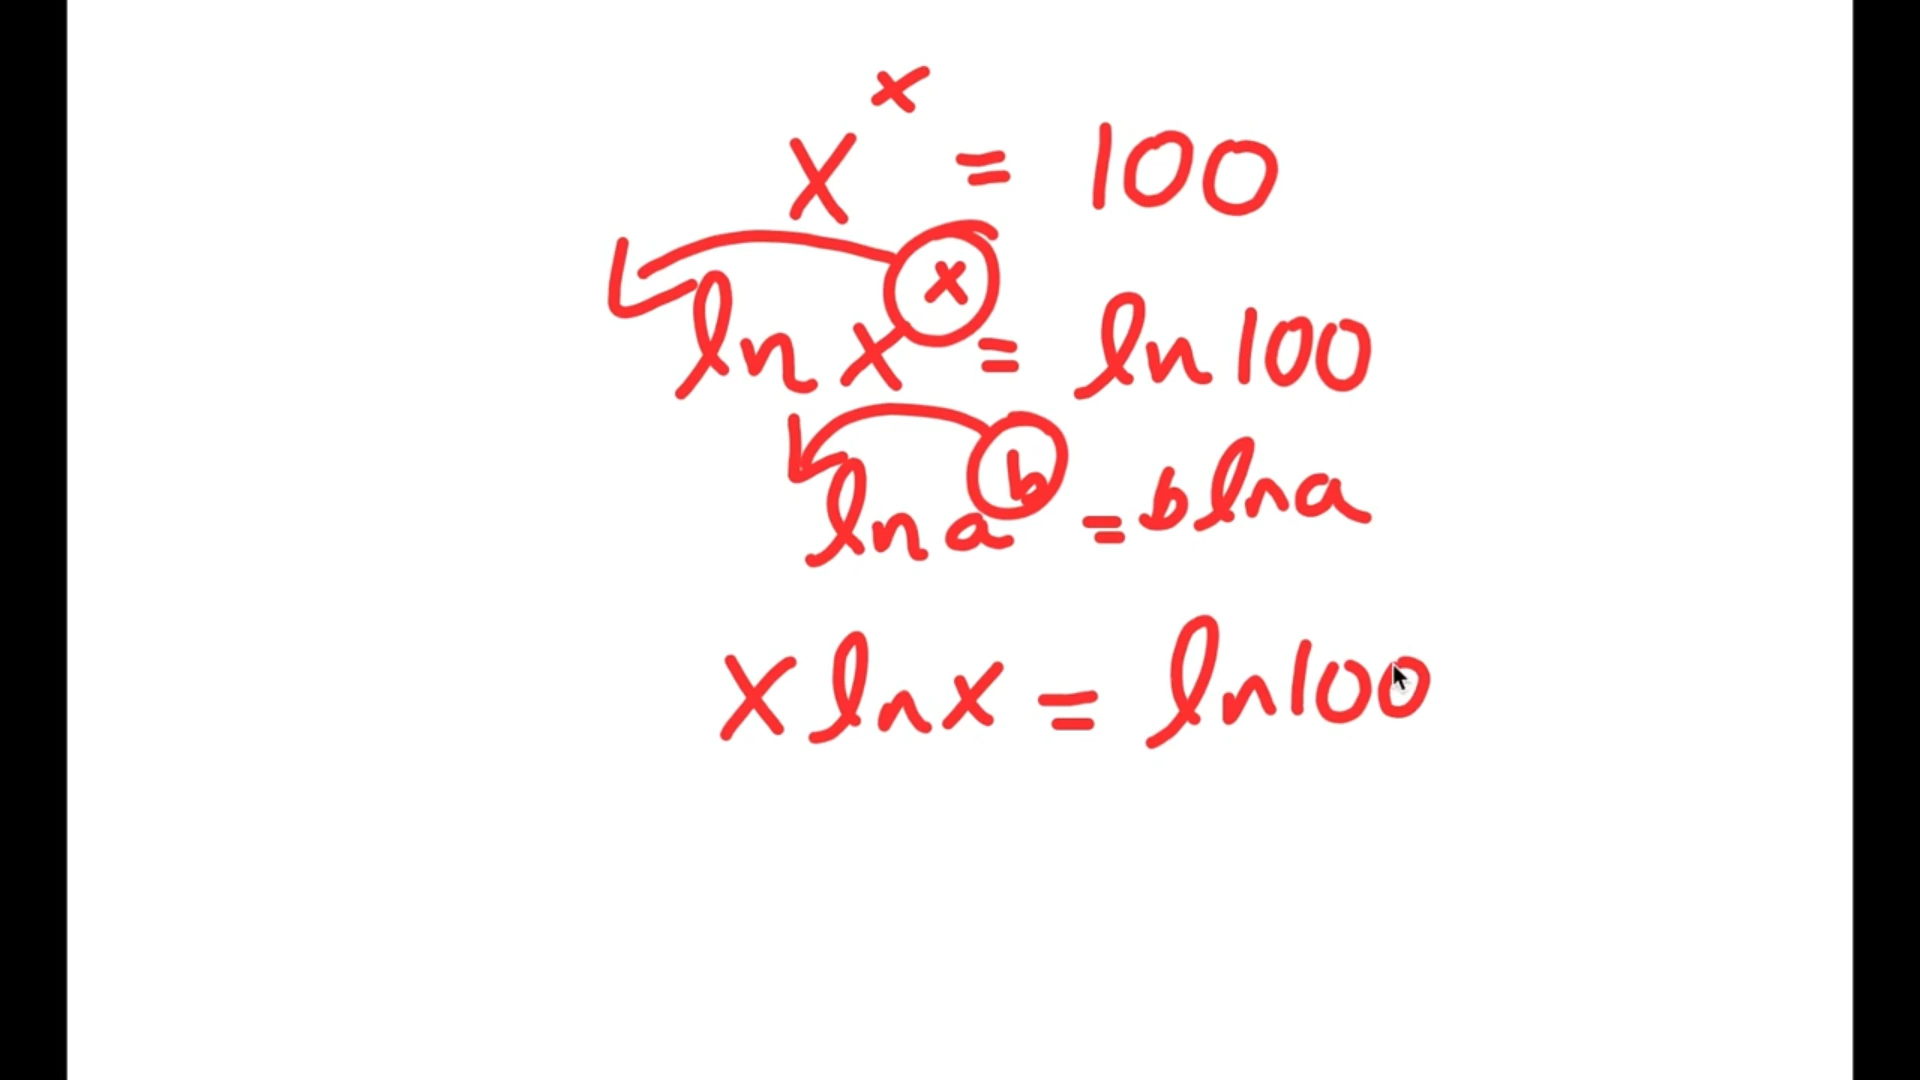 x^x = 100
ln x^x = ln 100
ln a^b = b ln a
x ln x = ln 100